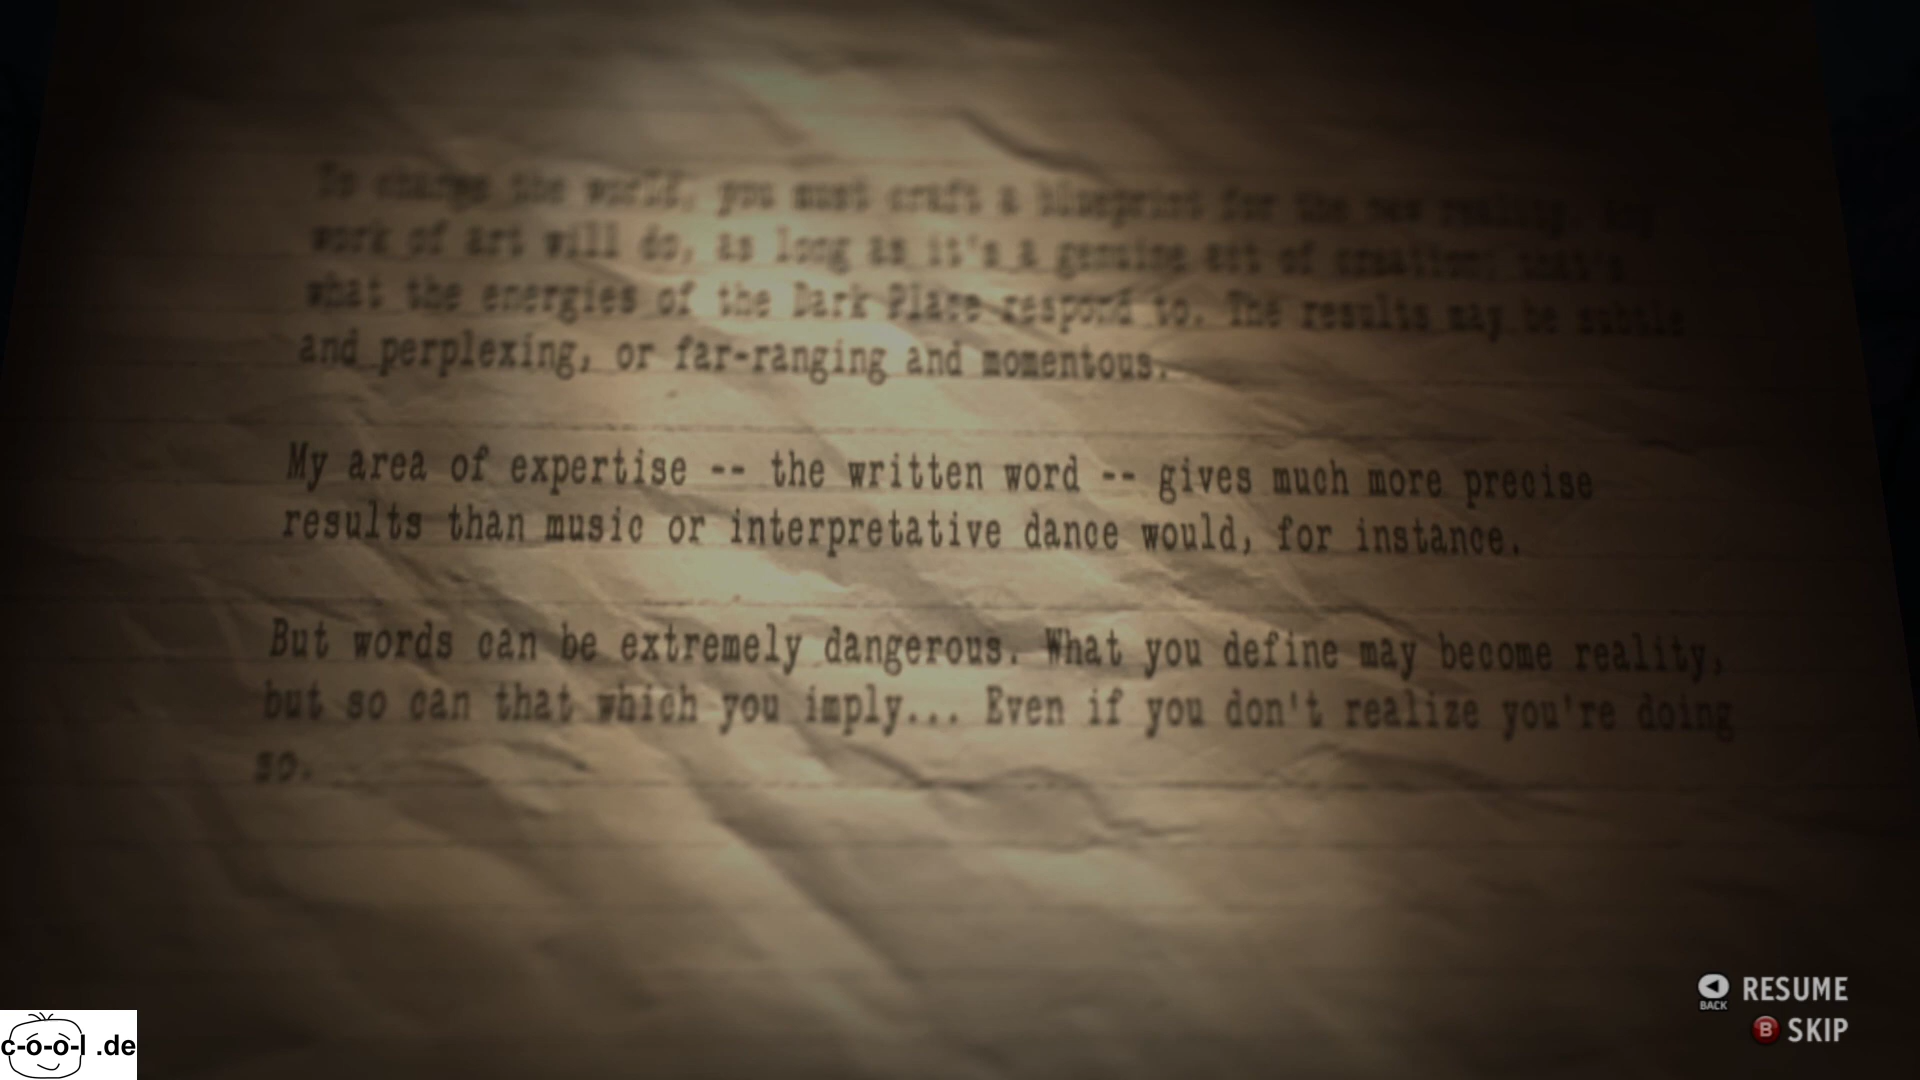 To change the world, you must craft a blueprint for the new reality. Any
work of art will do, as long as it's a genuine act of creation; that's
what the energies of the Dark Place respond to. The results may be subtle
and perplexing, or far-ranging and momentous.
My area of expertise -- the written word -- gives much more precise
results than music or interpretative dance would, for instance.
But words can be extremely dangerous. What you define may become reality,
but so can that which you imply... Even if you don't realize you're doing
so.
BACK RESUME
B SKIP
c-o-o-l .de